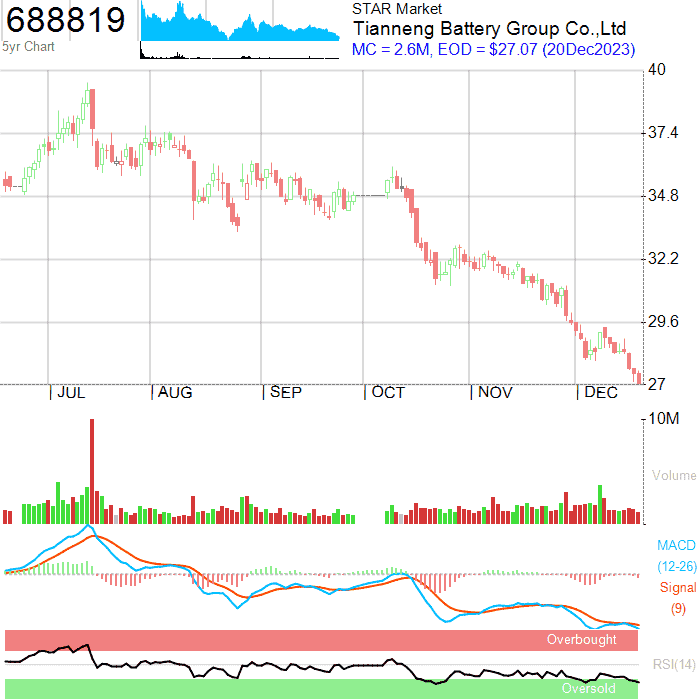 688819
5yr Chart
STAR Market
Tianneng Battery Group Co.,Ltd
MC = 2.6M, EOD = $27.07 (20Dec2023)
40
37.4
34.8
32.2
29.6
27
JUL AUG SEP OCT NOV DEC
10M
Volume
MACD
(12-26)
Signal
(9)
Overbought
RSI(14)
Oversold